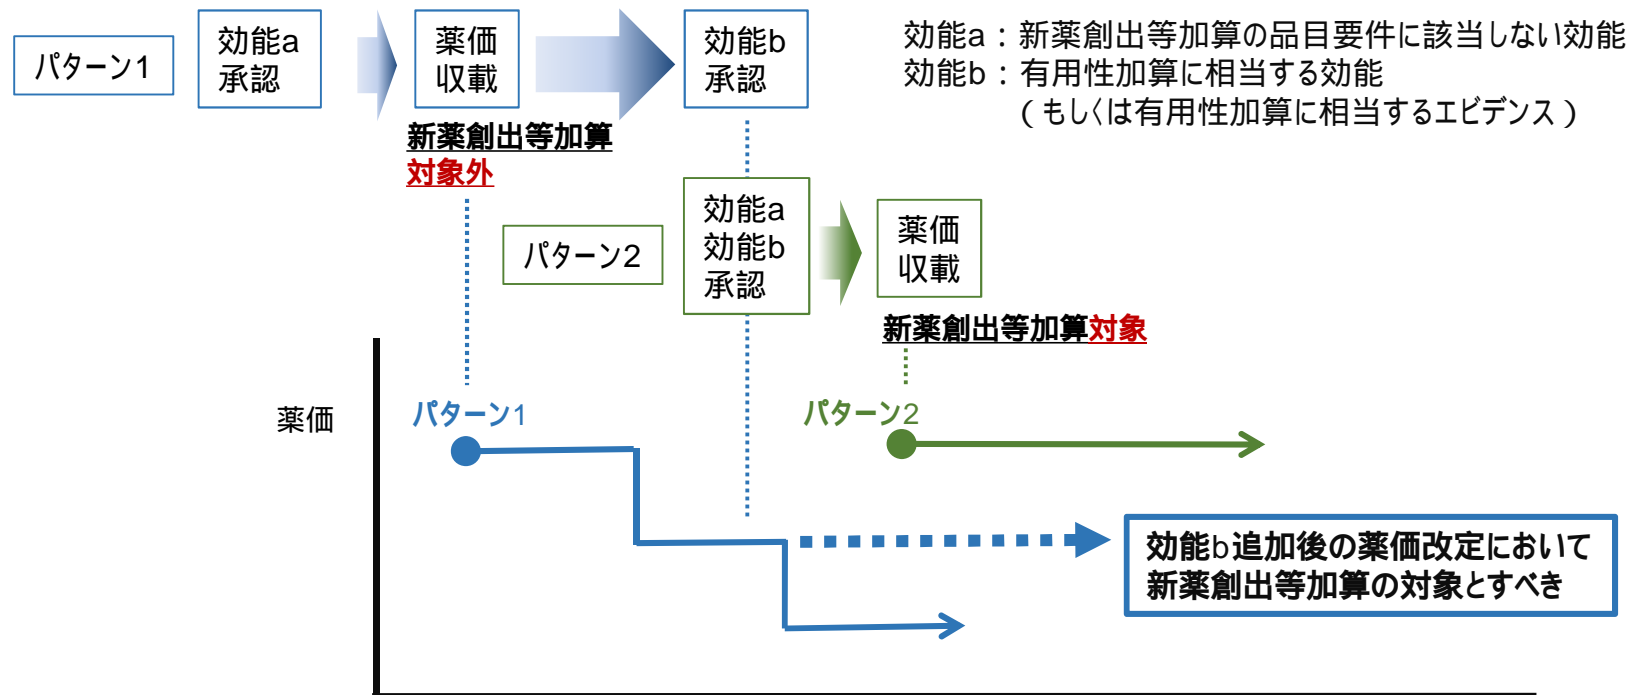 パターン1
効能a
承認
薬価
収載
新薬創出等加算
対象外
効能b
承認
効能a：新薬創出等加算の品目要件に該当しない効能
効能b：有用性加算に相当する効能
（もしくは有用性加算に相当するエビデンス）
パターン2
効能a
効能b
承認
薬価
収載
新薬創出等加算対象
薬価
パターン1
パターン2
効能b追加後の薬価改定において
新薬創出等加算の対象とすべき